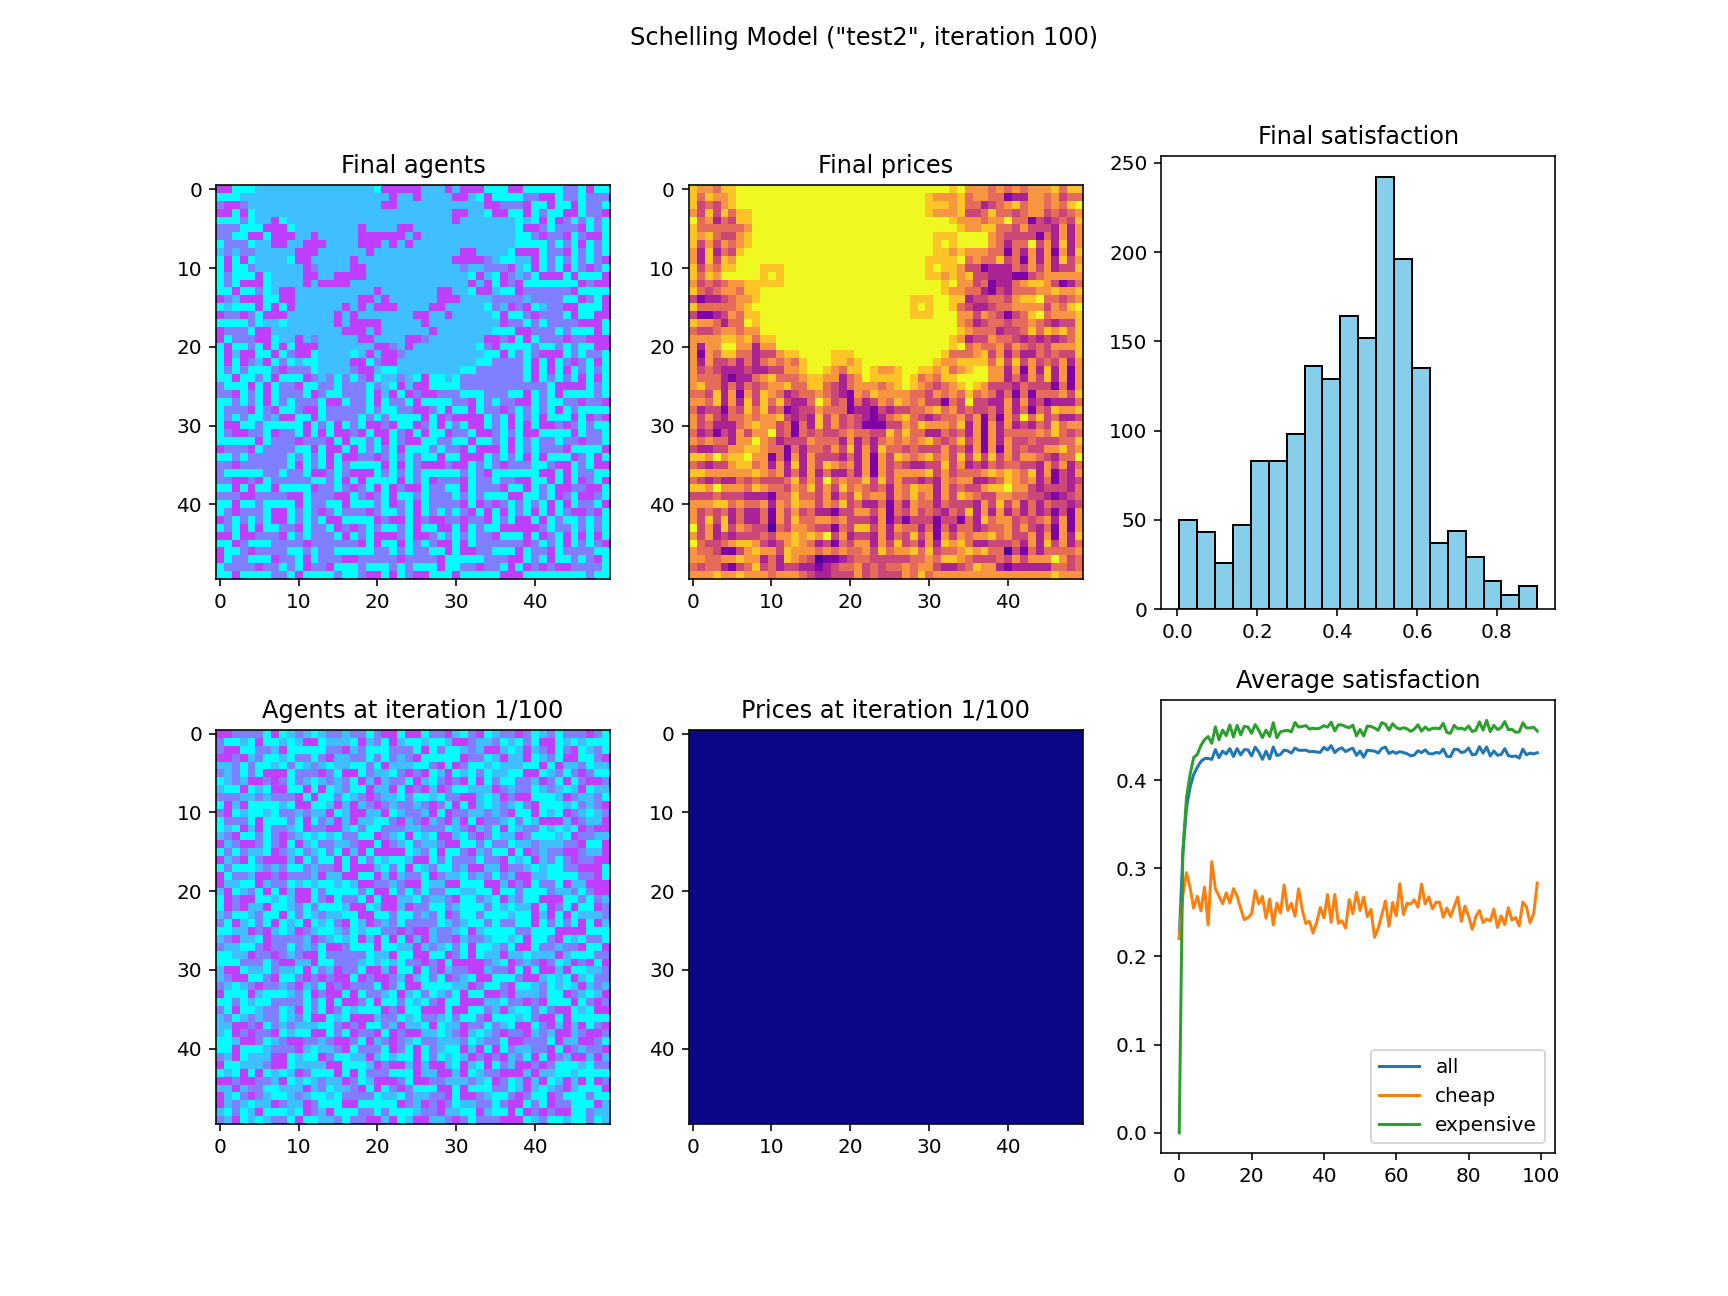 Schelling Model ("test2", iteration 100)
Final agents
0
10
20
30
40
0 10 20 30 40
Final prices
0
10
20
30
40
0 10 20 30 40
Final satisfaction
250
200
150
100
50
0
0.0 0.2 0.4 0.6 0.8
Agents at iteration 1/100
0
10
20
30
40
0 10 20 30 40
Prices at iteration 1/100
0
10
20
30
40
0 10 20 30 40
Average satisfaction
0.4
0.3
0.2
0.1
0.0
all
cheap
expensive
0 20 40 60 80 100